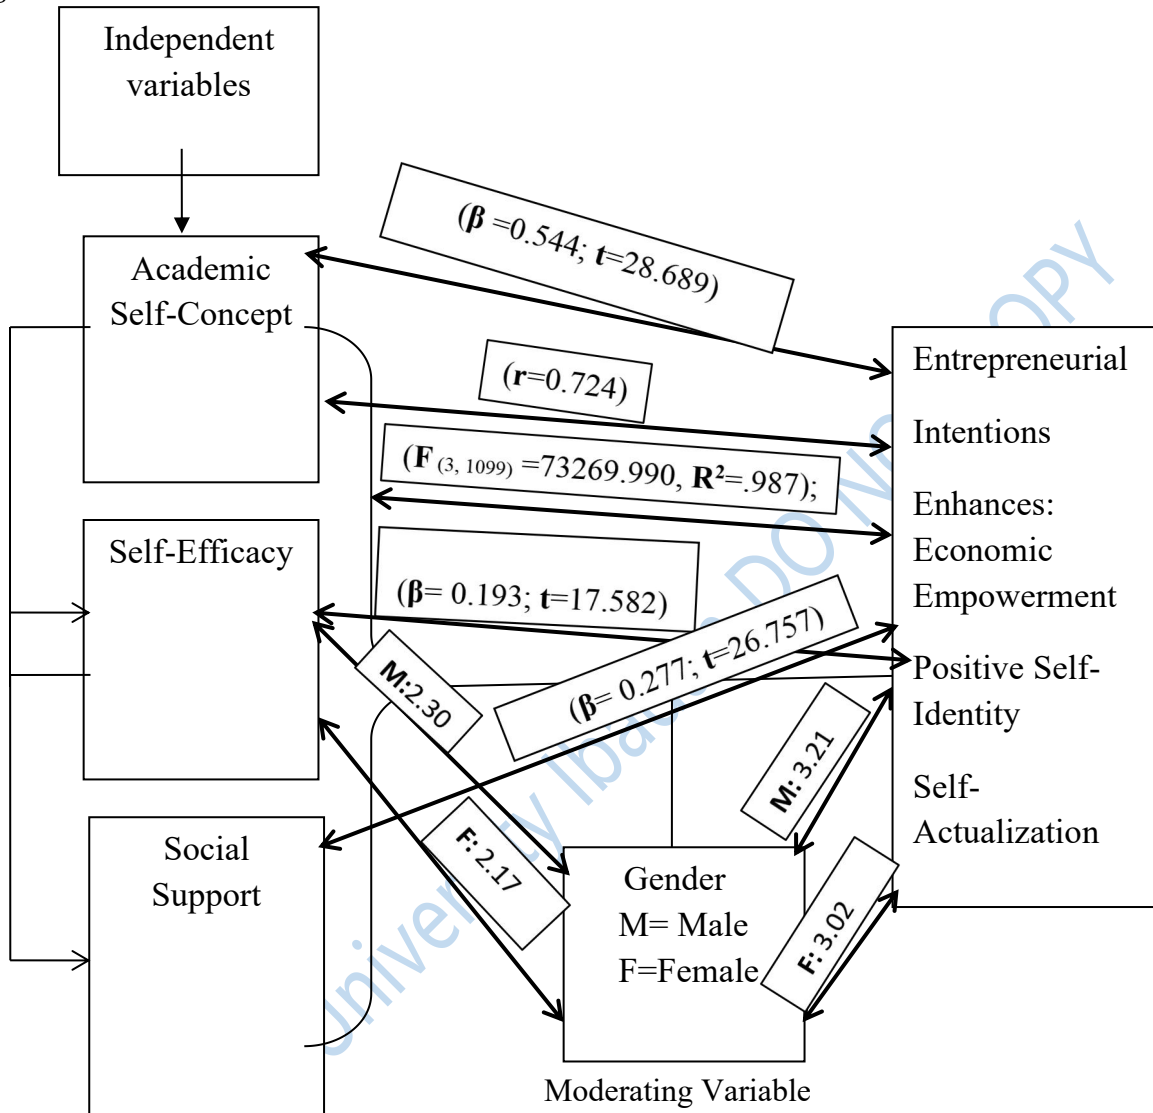 Independent
variables
(β =0.544; t=28.689)
Academic
Self-Concept
(r=0.724)
(F (3, 1099) =73269.990, R²=.987);
Self-Efficacy
(β= 0.193; t=17.582)
(β= 0.277; t=26.757)
M:2.30
F: 2.17
M: 3.21
F: 3.02
Social
Support
Gender
M= Male
F=Female
Moderating Variable
Entrepreneurial
Intentions
Enhances:
Economic
Empowerment
Positive Self-
Identity
Self-
Actualization